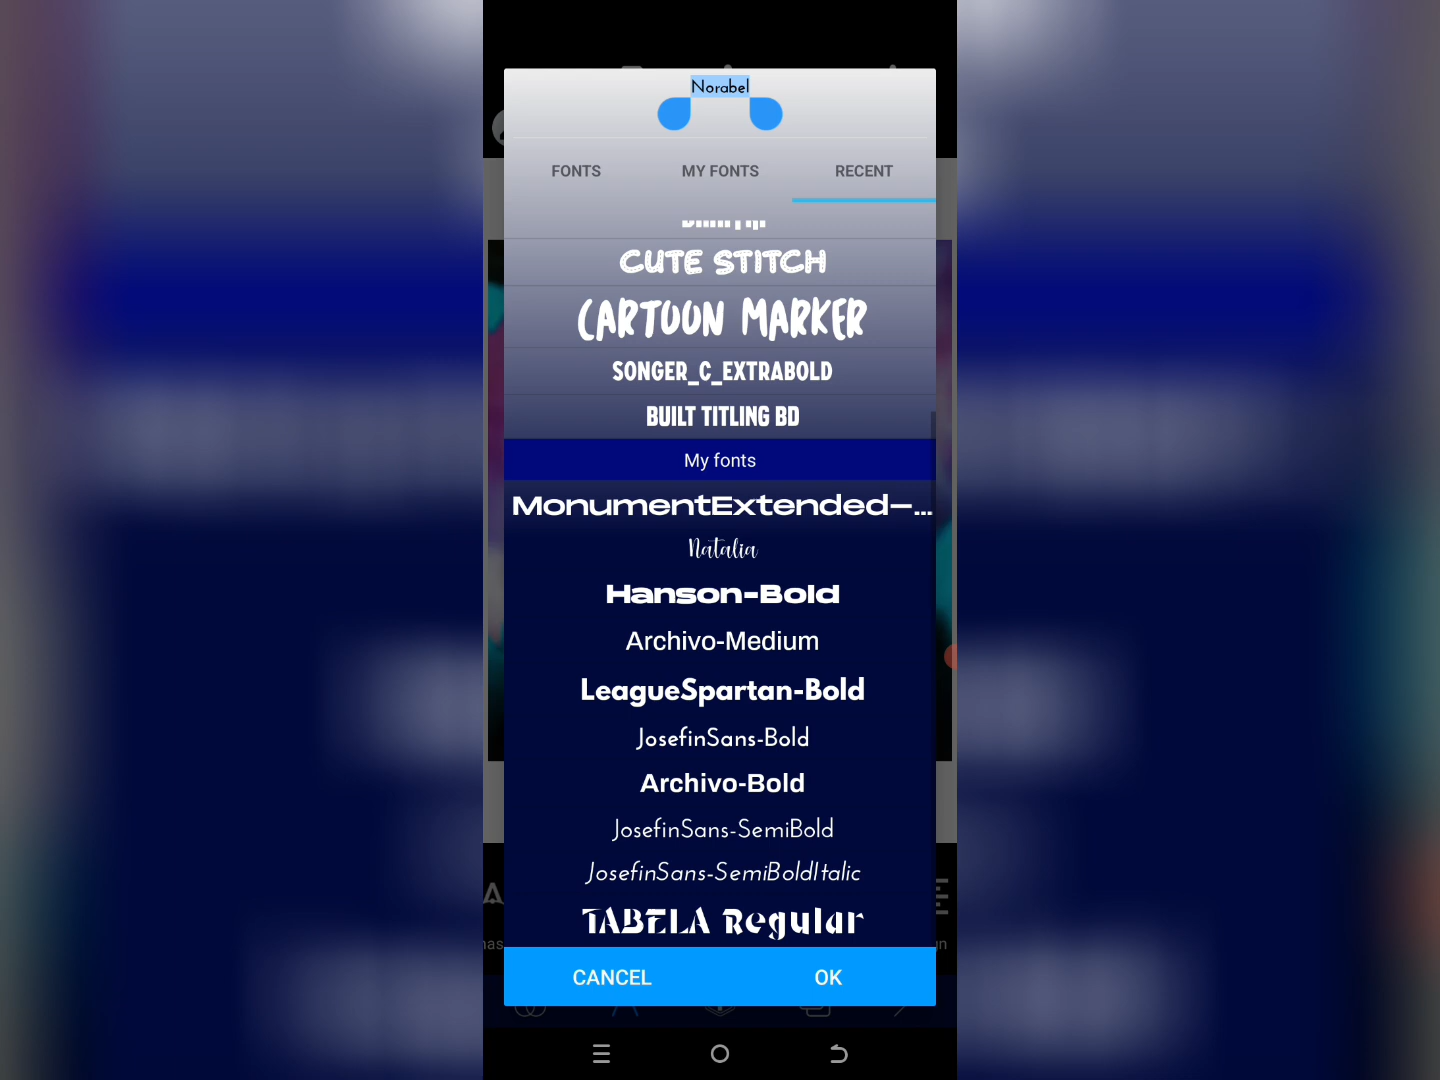 Norabel
FONTS MY FONTS RECENT
CUTE STITCH
CARTOON MARKER
SONGER_C_EXTRABOLD
BUILT TITLING BD
My fonts
MonumentExtended-...
Natalia
Hanson-Bold
Archivo-Medium
LeagueSpartan-Bold
JosefinSans-Bold
Archivo-Bold
JosefinSans-SemiBold
JosefinSans-SemiBoldItalic
TABELA Regular
CANCEL OK